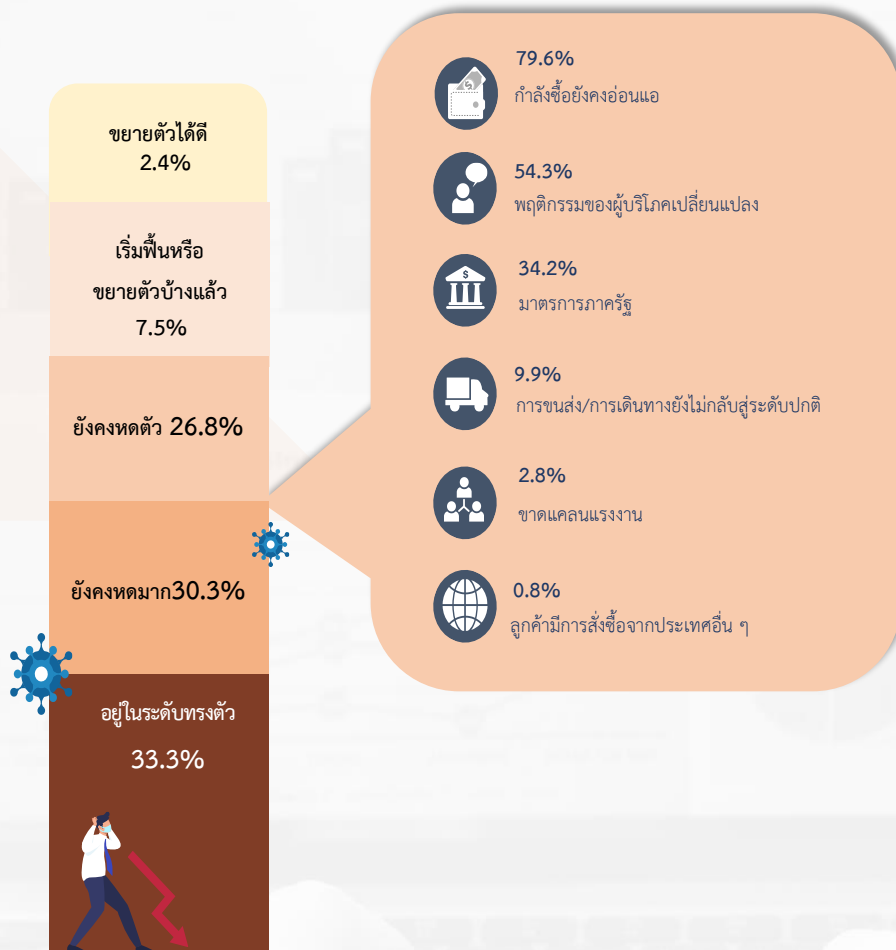 ขยายตัวได้ดี
2.4%
เริ่มฟื้นหรือ
ขยายตัวบ้างแล้ว
7.5%
ยังคงหดตัว 26.8%
ยังคงหดมาก30.3%
อยู่ในระดับทรงตัว
33.3%
79.6%
กำลังซื้อยังคงอ่อนแอ
54.3%
พฤติกรรมของผู้บริโภคเปลี่ยนแปลง
34.2%
มาตรการภาครัฐ
9.9%
การขนส่ง/การเดินทางยังไม่กลับสู่ระดับปกติ
2.8%
ขาดแคลนแรงงาน
0.8%
ลูกค้ามีการสั่งซื้อจากประเทศอื่น ๆ